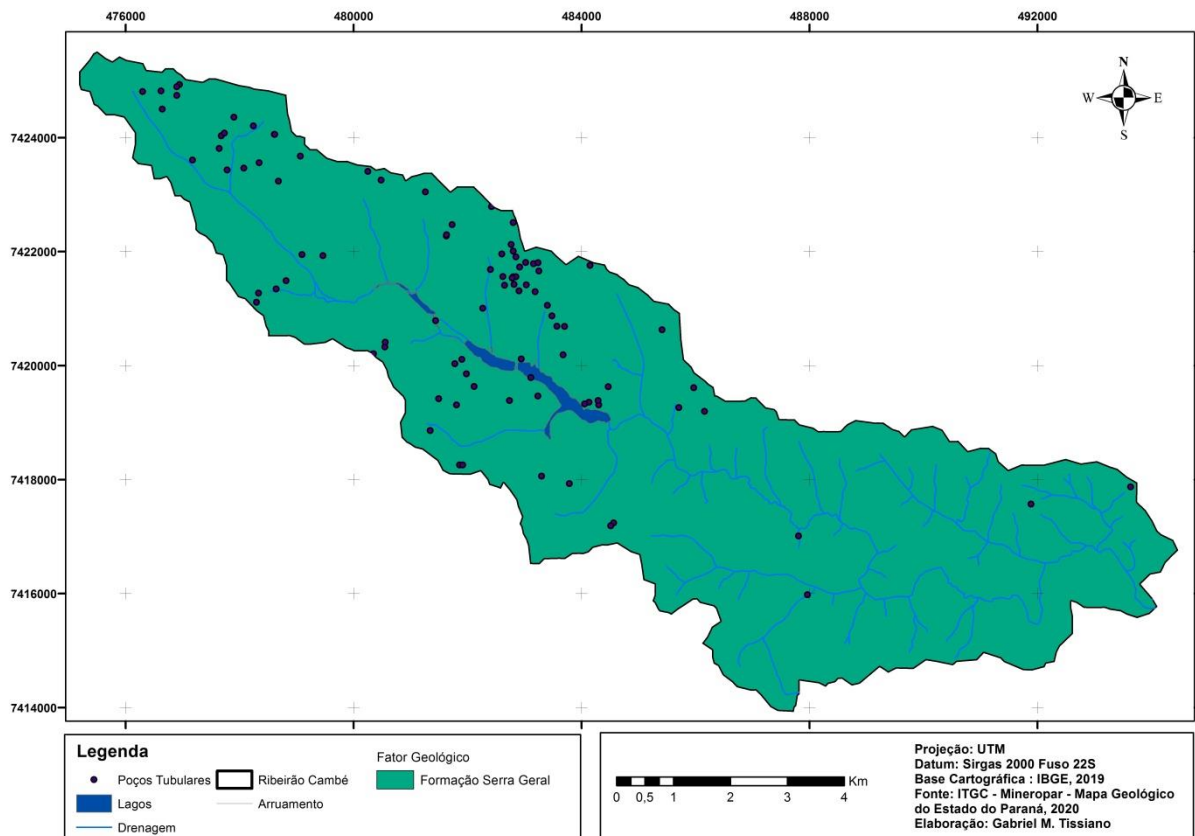 476000 480000 484000 488000 492000
N
W E
S
7424000
7422000
7420000
7418000
7416000
7414000
Legenda
Poços Tubulares
Lagos
Drenagem
Ribeirão Cambé
Arruamento
Fator Geológico
Formação Serra Geral
0 0,5 1 2 3 4 Km
Projeção: UTM
Datum: Sirgas 2000 Fuso 22S
Base Cartográfica : IBGE, 2019
Fonte: ITGC - Mineropar - Mapa Geológico
do Estado do Paraná, 2020
Elaboração: Gabriel M. Tissiano